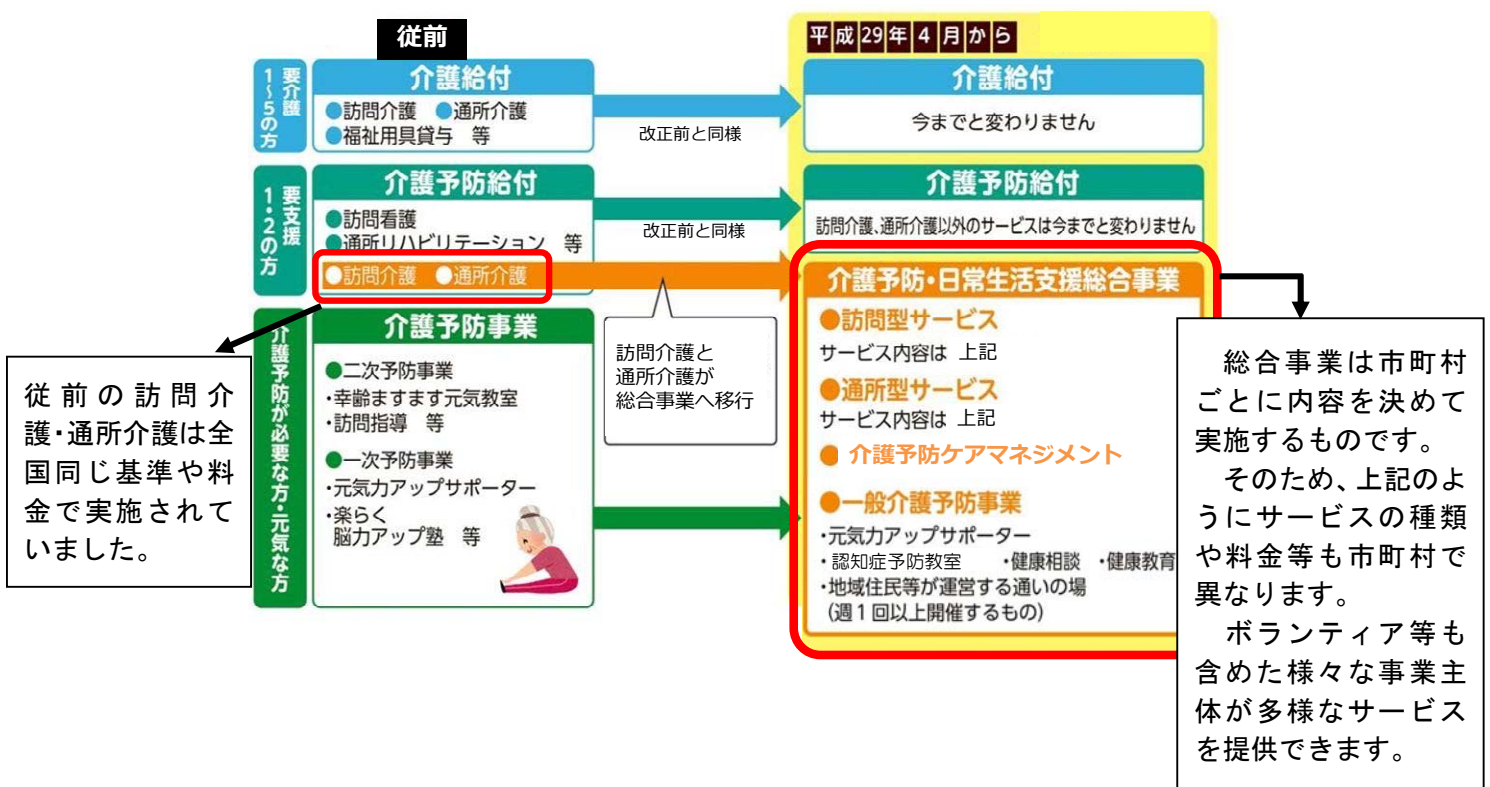 従前
平成29年4月から
要介護
1～5の方
介護給付
●訪問介護 ●通所介護
●福祉用具貸与 等
改正前と同様
介護給付
今までと変わりません
要支援
1・2の方
介護予防給付
●訪問看護
●通所リハビリテーション 等
●訪問介護 ●通所介護
改正前と同様
介護予防給付
訪問介護、通所介護以外のサービスは今までと変わりません
介護予防が必要な方・元気な方
介護予防事業
●二次予防事業
・幸齢ますます元気教室
・訪問指導 等
●一次予防事業
・元気力アップサポーター
・楽らく
脳力アップ塾 等
訪問介護と
通所介護が
総合事業へ移行
介護予防・日常生活支援総合事業
●訪問型サービス
サービス内容は 上記
●通所型サービス
サービス内容は 上記
● 介護予防ケアマネジメント
●一般介護予防事業
・元気力アップサポーター
・認知症予防教室 ・健康相談 ・健康教育
・地域住民等が運営する通いの場
（週1回以上開催するもの）
従前の訪問介
護・通所介護は全
国同じ基準や料
金で実施されて
いました。
総合事業は市町村
ごとに内容を決めて
実施するものです。
そのため、上記のよ
うにサービスの種類
や料金等も市町村で
異なります。
ボランティア等も
含めた様々な事業主
体が多様なサービス
を提供できます。